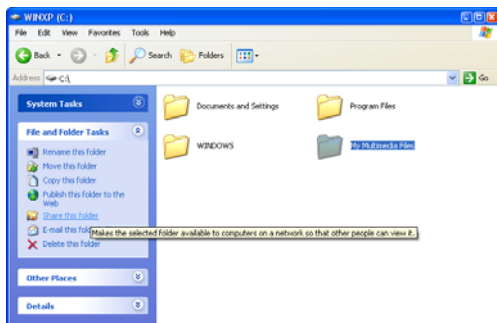 WINXP (C:)
File Edit View Favorites Tools Help
Back Search Folders
Address C:\ Go
System Tasks
Documents and Settings
Program Files
File and Folder Tasks
WINDOWS
My Multimedia Files
Rename this folder
Move this folder
Copy this folder
Publish this folder to the
Web
Share this folder
E-mail this fold
Makes the selected folder available to computers on a network so that other people can view it.
Delete this folder
Other Places
Details